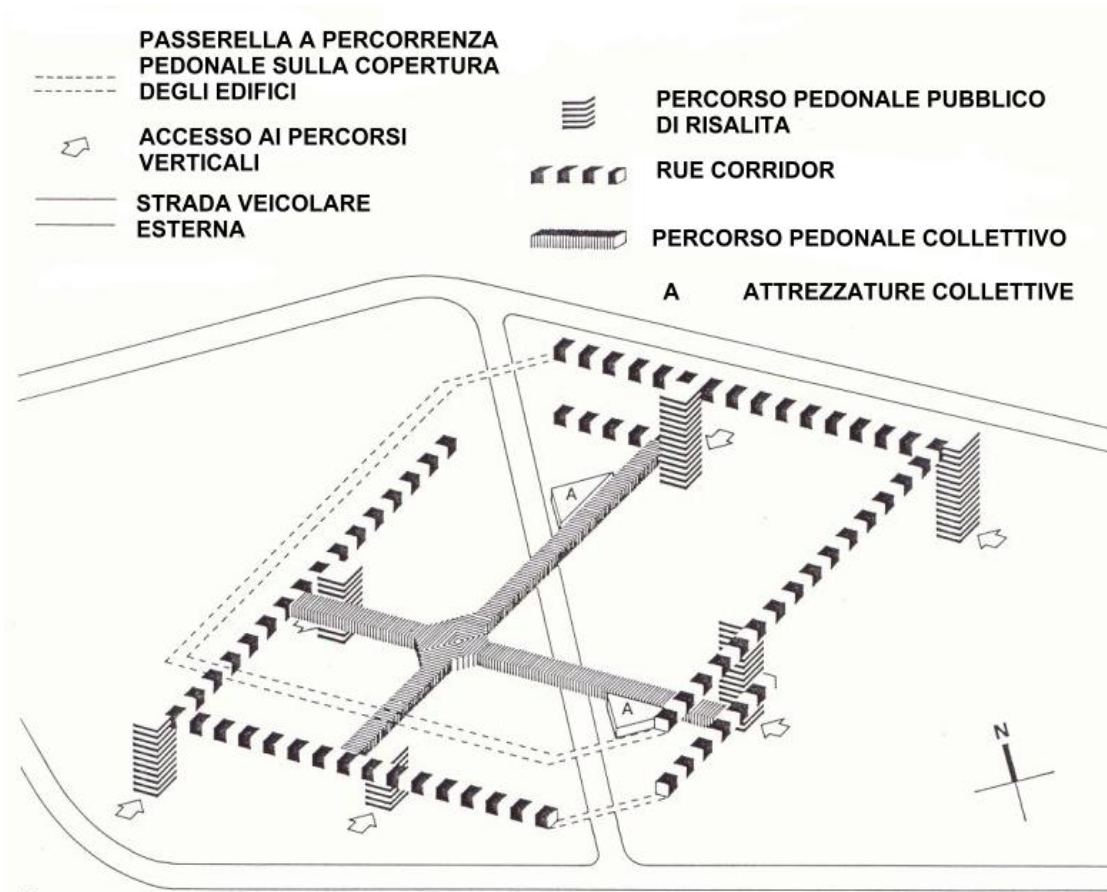 PASSERELLA A PERCORRENZA
PEDONALE SULLA COPERTURA
DEGLI EDIFICI
ACCESSO AI PERCORSI
VERTICALI
STRADA VEICOLARE
ESTERNA
PERCORSO PEDONALE PUBBLICO
DI RISALITA
RUE CORRIDOR
PERCORSO PEDONALE COLLETTIVO
A ATTREZZATURE COLLETTIVE
A
A
N